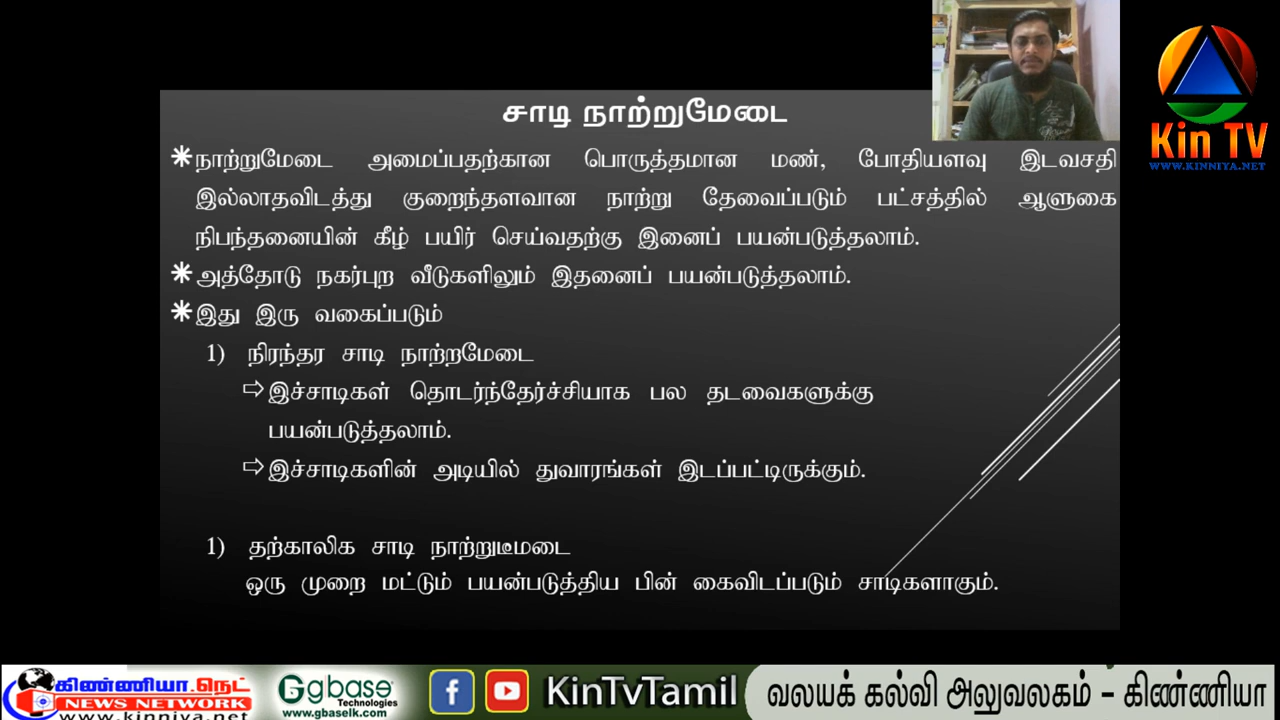 சாடி நாற்றுமேடை
Kin TV
WWW.KINNIYA.NET
நாற்றுமேடை அமைப்பதற்கான பொருத்தமான மண், போதியளவு இடவசதி
இல்லாதவிடத்து குறைந்தளவான நாற்று தேவைப்படும் பட்சத்தில் ஆளுகை
நிபந்தனையின் கீழ் பயிர் செய்வதற்கு இனைப் பயன்படுத்தலாம்.
அத்தோடு நகர்புற வீடுகளிலும் இதனைப் பயன்படுத்தலாம்.
இது இரு வகைப்படும்
1) நிரந்தர சாடி நாற்றமேடை
⇨இச்சாடிகள் தொடர்ந்தேர்ச்சியாக பல தடவைகளுக்கு
பயன்படுத்தலாம்.
⇨இச்சாடிகளின் அடியில் துவாரங்கள் இடப்பட்டிருக்கும்.
1) தற்காலிக சாடி நாற்றுடீமடை
ஒரு முறை மட்டும் பயன்படுத்திய பின் கைவிடப்படும் சாடிகளாகும்.
கிண்ணியா.நெட்
NEWS NETWORK
www.kinniya.net
Ggbase
Technologies
www.gbaselk.com
KinTvTamil
வலயக் கல்வி அலுவலகம் - கிண்ணியா